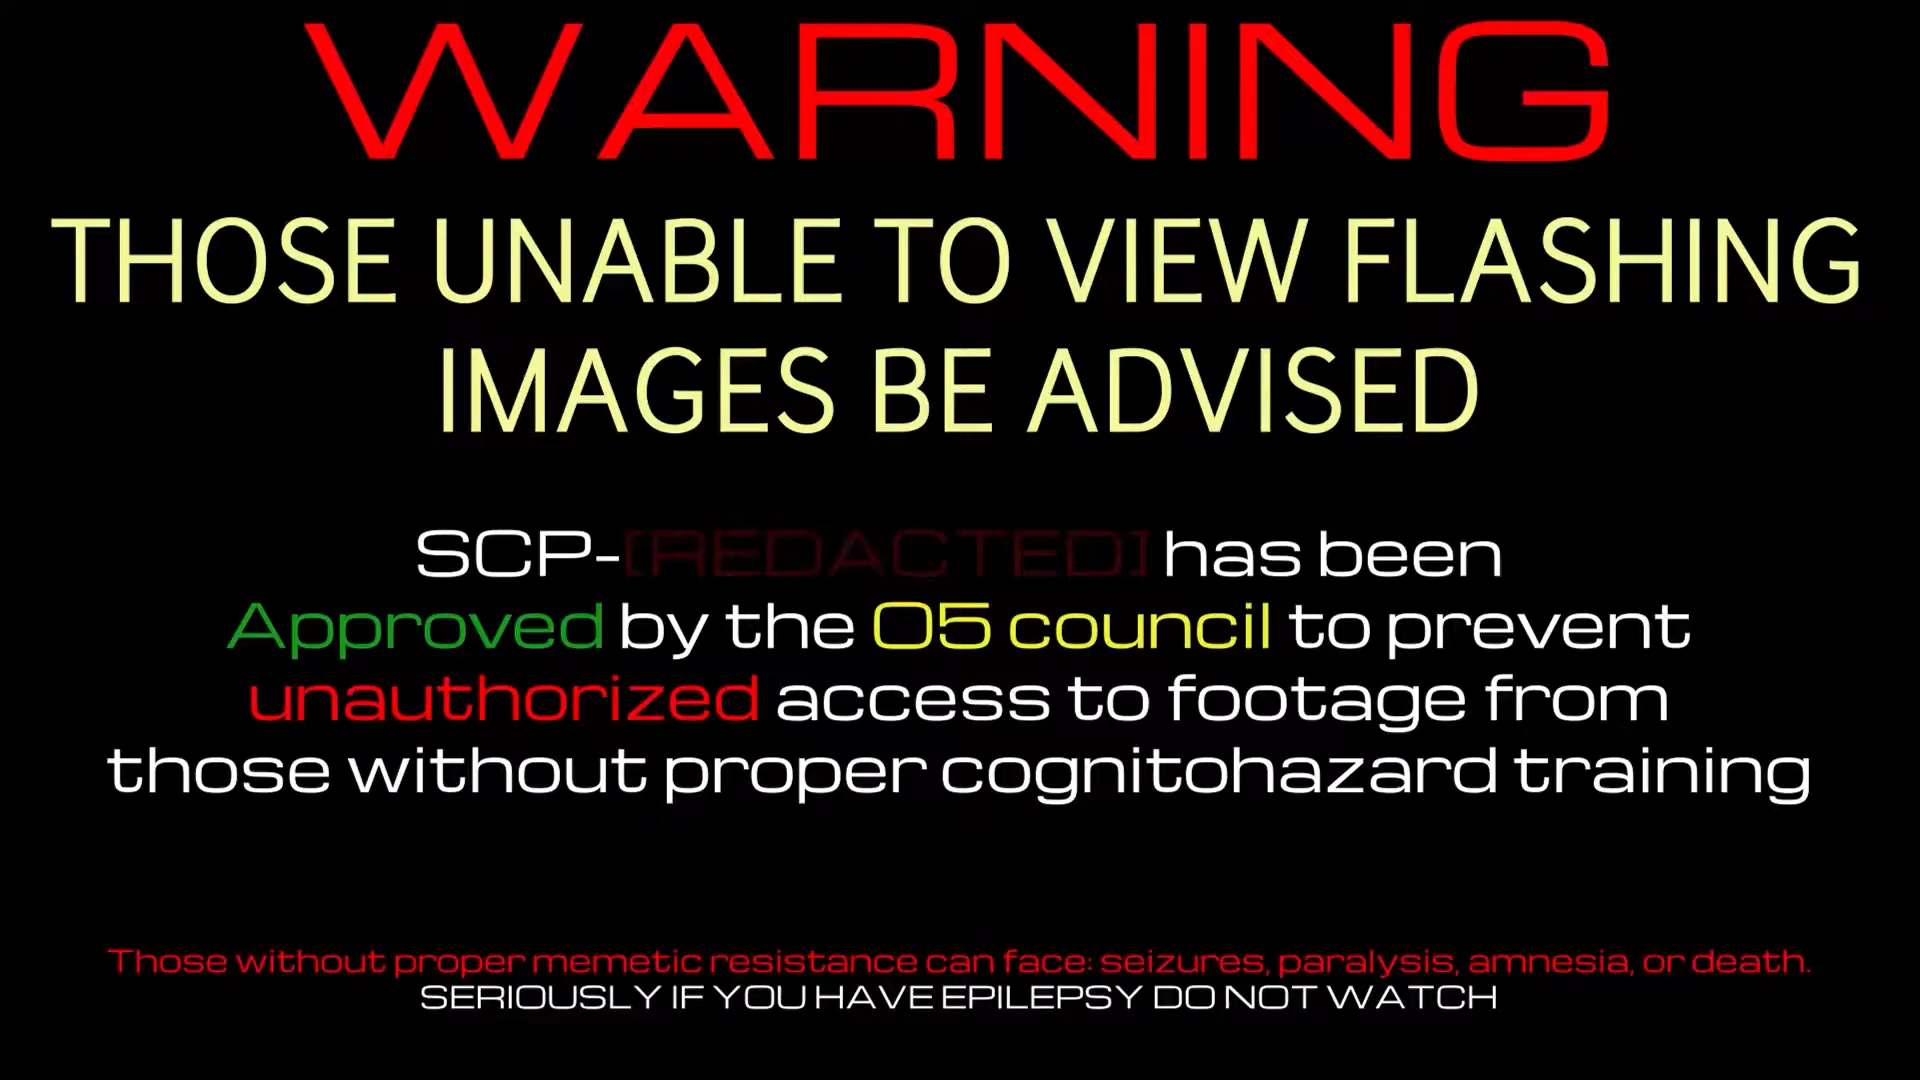 WARNING
THOSE UNABLE TO VIEW FLASHING
IMAGES BE ADVISED
SCP-[REDACTED] has been
Approved by the O5 council to prevent
unauthorized access to footage from
those without proper cognitohazard training
Those without proper memetic resistance can face: seizures, paralysis, amnesia, or death.
SERIOUSLY IF YOU HAVE EPILEPSY DO NOT WATCH